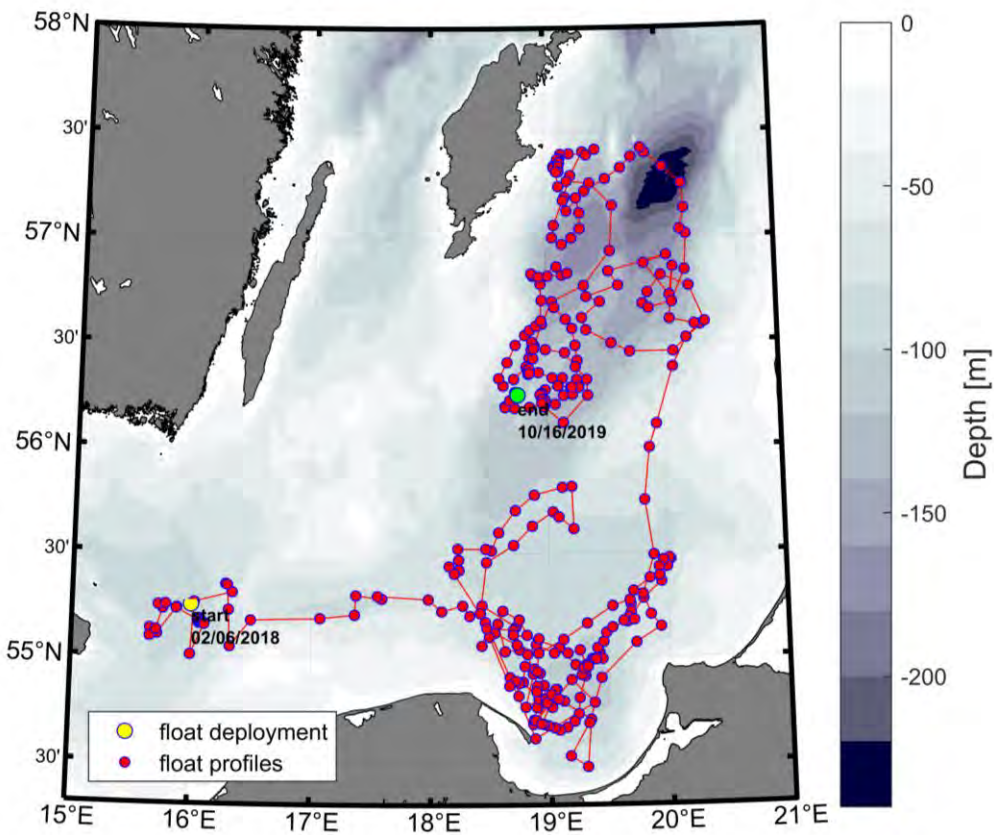 58°N
30'
57°N
30'
56°N
30'
55°N
30'
15°E
16°E
17°E
18°E
19°E
20°E
21°E
end
10/16/2019
start
02/06/2018
float deployment
float profiles
0
-50
-100
-150
-200
Depth [m]